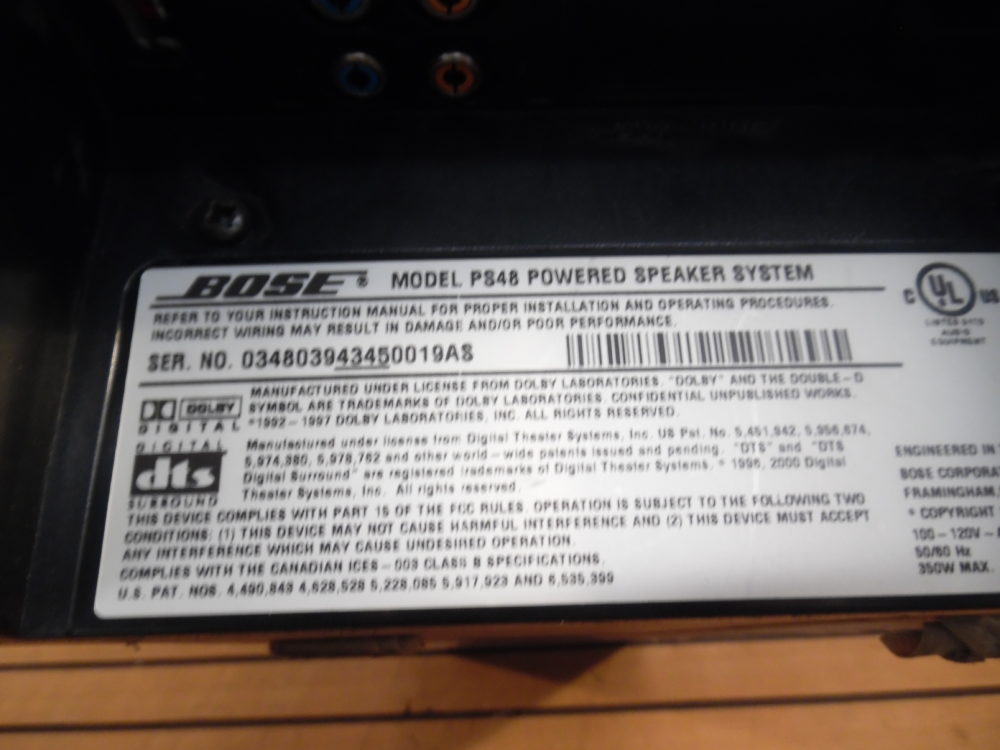 BOSE ® MODEL PS48 POWERED SPEAKER SYSTEM
REFER TO YOUR INSTRUCTION MANUAL FOR PROPER INSTALLATION AND OPERATING PROCEDURES.
INCORRECT WIRING MAY RESULT IN DAMAGE AND/OR POOR PERFORMANCE.
C UL US
LISTED
AUDIO
EQUIPMENT
SER. NO. 034803943450019AS
DOLBY
DIGITAL
MANUFACTURED UNDER LICENSE FROM DOLBY LABORATORIES. "DOLBY" AND THE DOUBLE-D
SYMBOL ARE TRADEMARKS OF DOLBY LABORATORIES. CONFIDENTIAL UNPUBLISHED WORKS.
©1992-1997 DOLBY LABORATORIES, INC. ALL RIGHTS RESERVED.
DIGITAL
dts
SURROUND
Manufactured under license from Digital Theater Systems, Inc. US Pat. No. 5,451,942, 5,956,674,
5,974,380, 5,978,762 and other world-wide patents issued and pending. "DTS" and "DTS
Digital Surround" are registered trademarks of Digital Theater Systems. © 1996, 2000 Digital
Theater Systems, Inc. All rights reserved.
THIS DEVICE COMPLIES WITH PART 15 OF THE FCC RULES. OPERATION IS SUBJECT TO THE FOLLOWING TWO
CONDITIONS: (1) THIS DEVICE MAY NOT CAUSE HARMFUL INTERFERENCE AND (2) THIS DEVICE MUST ACCEPT
ANY INTERFERENCE WHICH MAY CAUSE UNDESIRED OPERATION.
COMPLIES WITH THE CANADIAN ICES-003 CLASS B SPECIFICATIONS.
U.S. PAT. NOS. 4,490,843 4,628,528 5,228,085 5,917,923 AND 6,535,399
ENGINEERED IN
BOSE CORPORA
FRAMINGHAM,
© COPYRIGHT
100-120V~
50/60 Hz
350W MAX.